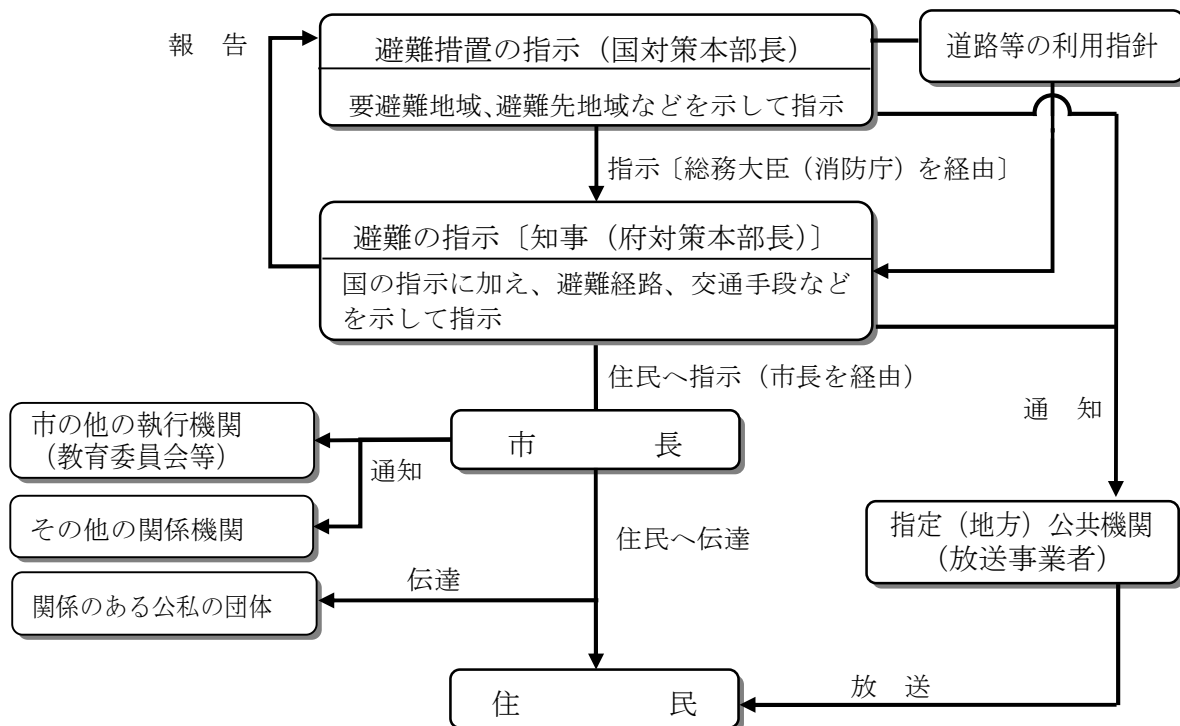 報　告
避難措置の指示（国対策本部長）
道路等の利用指針
要避難地域、避難先地域などを示して指示
指示〔総務大臣（消防庁）を経由〕
避難の指示〔知事（府対策本部長）〕
国の指示に加え、避難経路、交通手段など
を示して指示
住民へ指示（市長を経由）
通　知
市の他の執行機関
（教育委員会等）
市　　　長
通知
その他の関係機関
住民へ伝達
指定（地方）公共機関
（放送事業者）
伝達
関係のある公私の団体
放　送
住　　　民